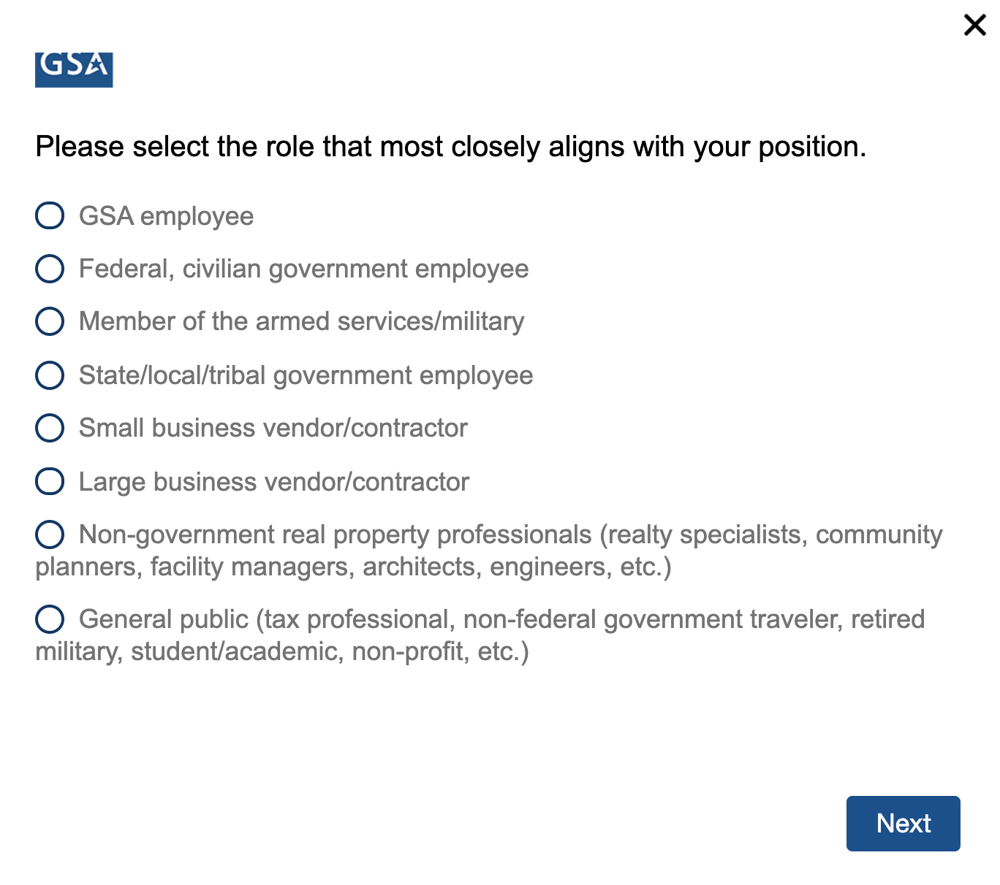 GSA
Please select the role that most closely aligns with your position.
GSA employee
Federal, civilian government employee
Member of the armed services/military
State/local/tribal government employee
Small business vendor/contractor
Large business vendor/contractor
Non-government real property professionals (realty specialists, community
planners, facility managers, architects, engineers, etc.)
General public (tax professional, non-federal government traveler, retired
military, student/academic, non-profit, etc.)
Next